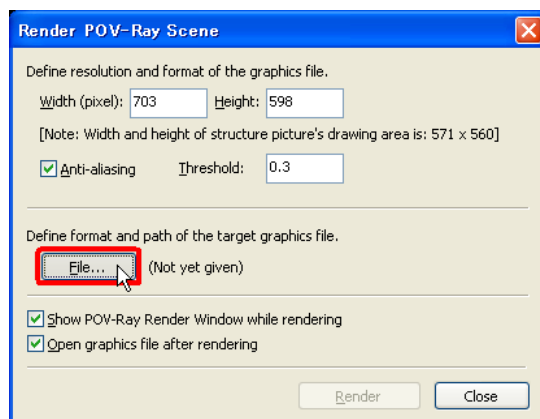 Render POV-Ray Scene
Define resolution and format of the graphics file.
Width (pixel): 703 Height: 598
[Note: Width and height of structure picture's drawing area is: 571 x 560]
Anti-aliasing Threshold: 0.3
Define format and path of the target graphics file.
File... (Not yet given)
Show POV-Ray Render Window while rendering
Open graphics file after rendering
Render Close